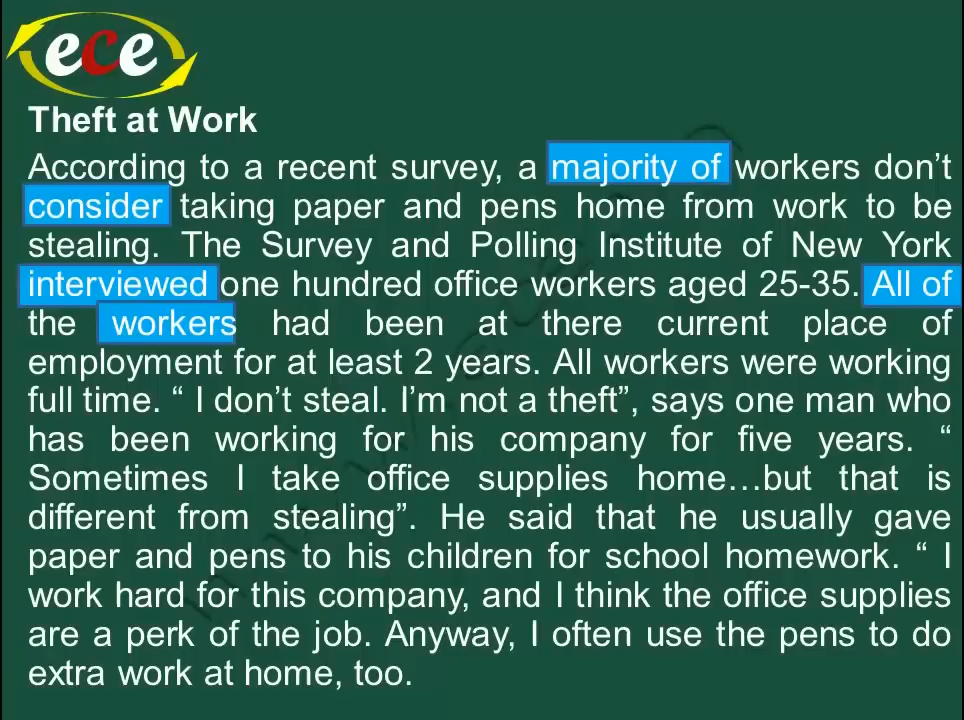 ece
Theft at Work
According to a recent survey, a majority of workers don't
consider taking paper and pens home from work to be
stealing. The Survey and Polling Institute of New York
interviewed one hundred office workers aged 25-35. All of
the workers had been at there current place of
employment for at least 2 years. All workers were working
full time. “ I don't steal. I'm not a theft”, says one man who
has been working for his company for five years. “
Sometimes I take office supplies home…but that is
different from stealing”. He said that he usually gave
paper and pens to his children for school homework. “ I
work hard for this company, and I think the office supplies
are a perk of the job. Anyway, I often use the pens to do
extra work at home, too.